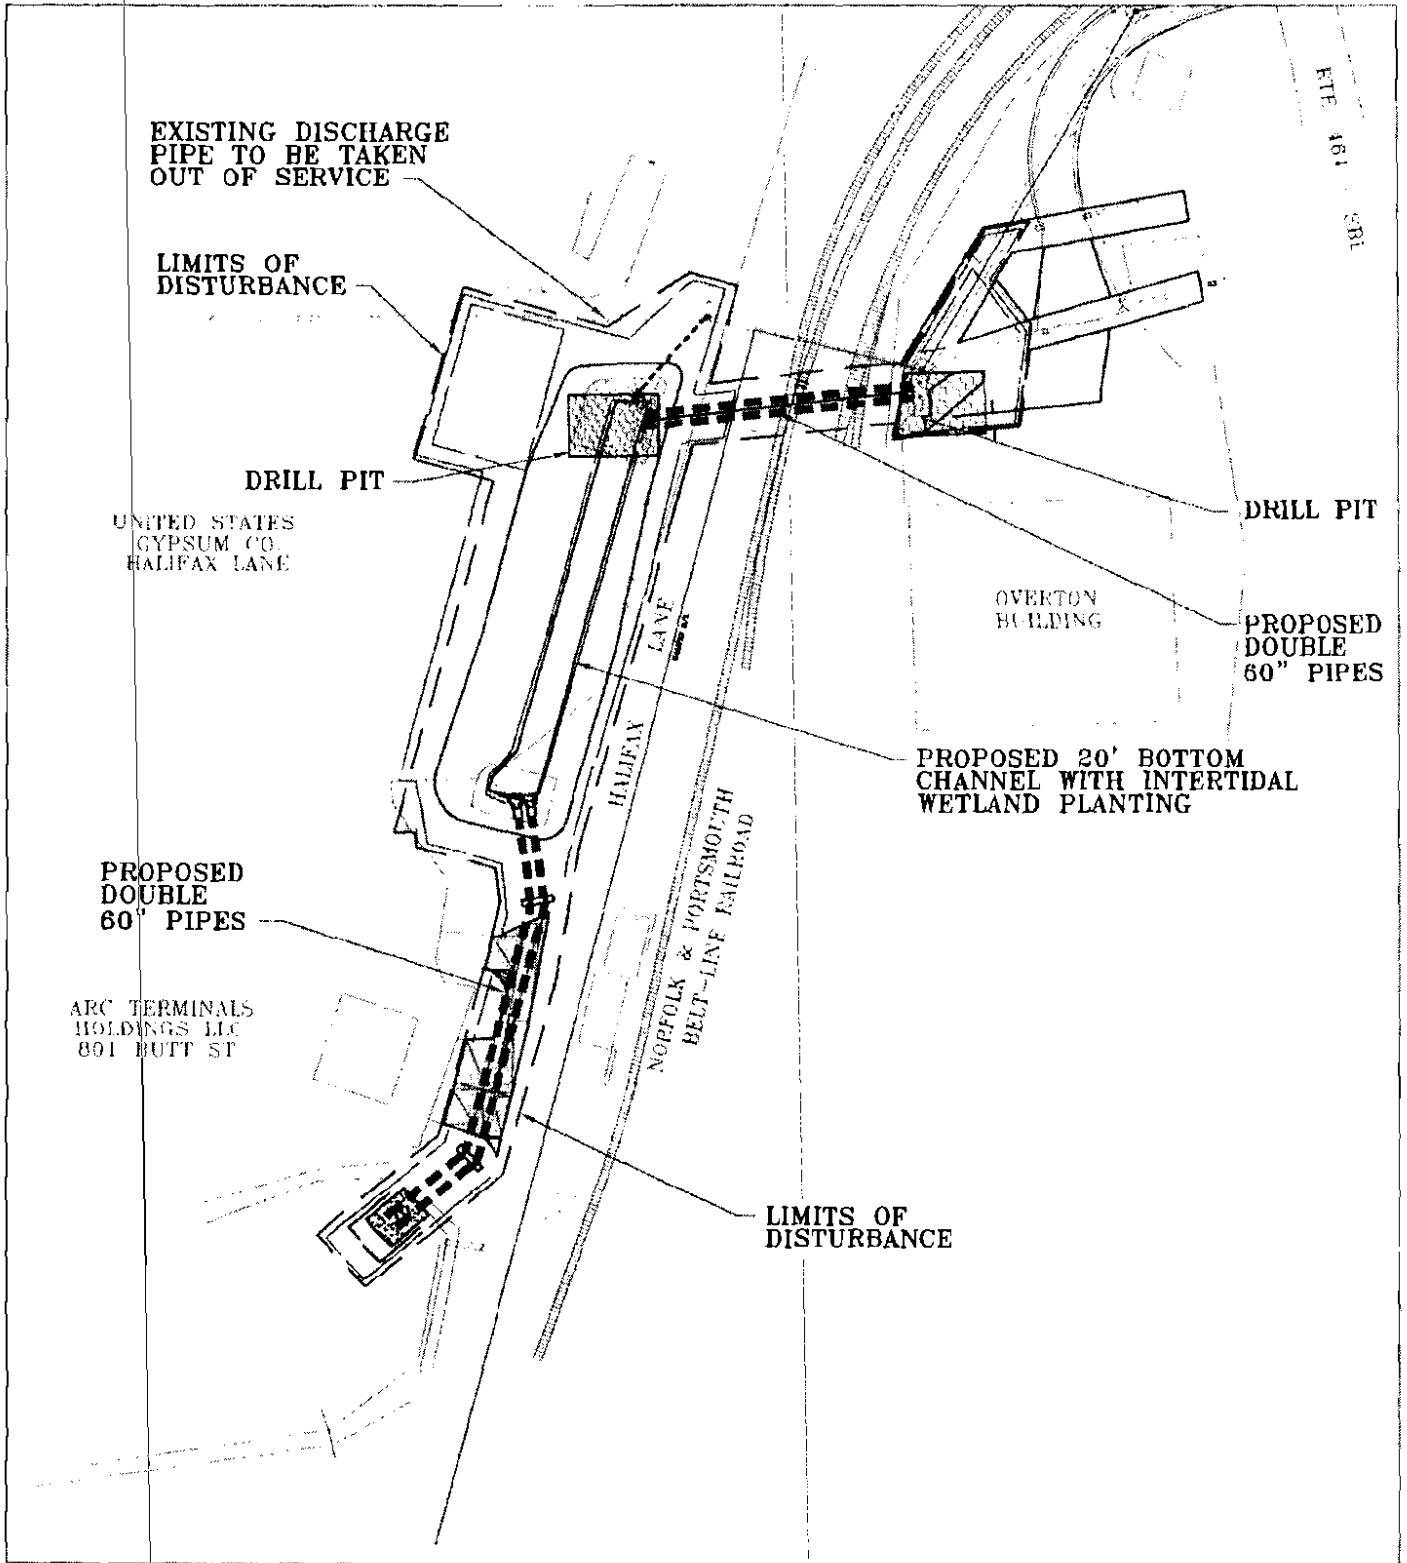 EXISTING DISCHARGE
PIPE TO BE TAKEN
OUT OF SERVICE
LIMITS OF
DISTURBANCE
RTE 461 SBL
DRILL PIT
UNITED STATES
GYPSUM CO.
HALIFAX LANE
DRILL PIT
OVERTON
BUILDING
PROPOSED
DOUBLE
60" PIPES
HALIFAX LANE
PROPOSED 20' BOTTOM
CHANNEL WITH INTERTIDAL
WETLAND PLANTING
NORFOLK & PORTSMOUTH
BELT-LINE RAILROAD
PROPOSED
DOUBLE
60" PIPES
ARC TERMINALS
HOLDINGS LLC
801 BUTT ST
LIMITS OF
DISTURBANCE